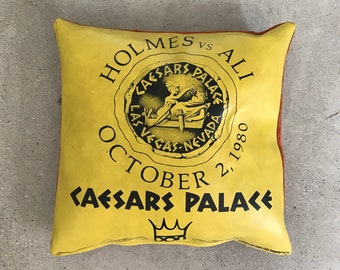 HOLMES vs ALI
CAESARS PALACE
LAS VEGAS · NEVADA
OCTOBER 2, 1980
CAESARS PALACE